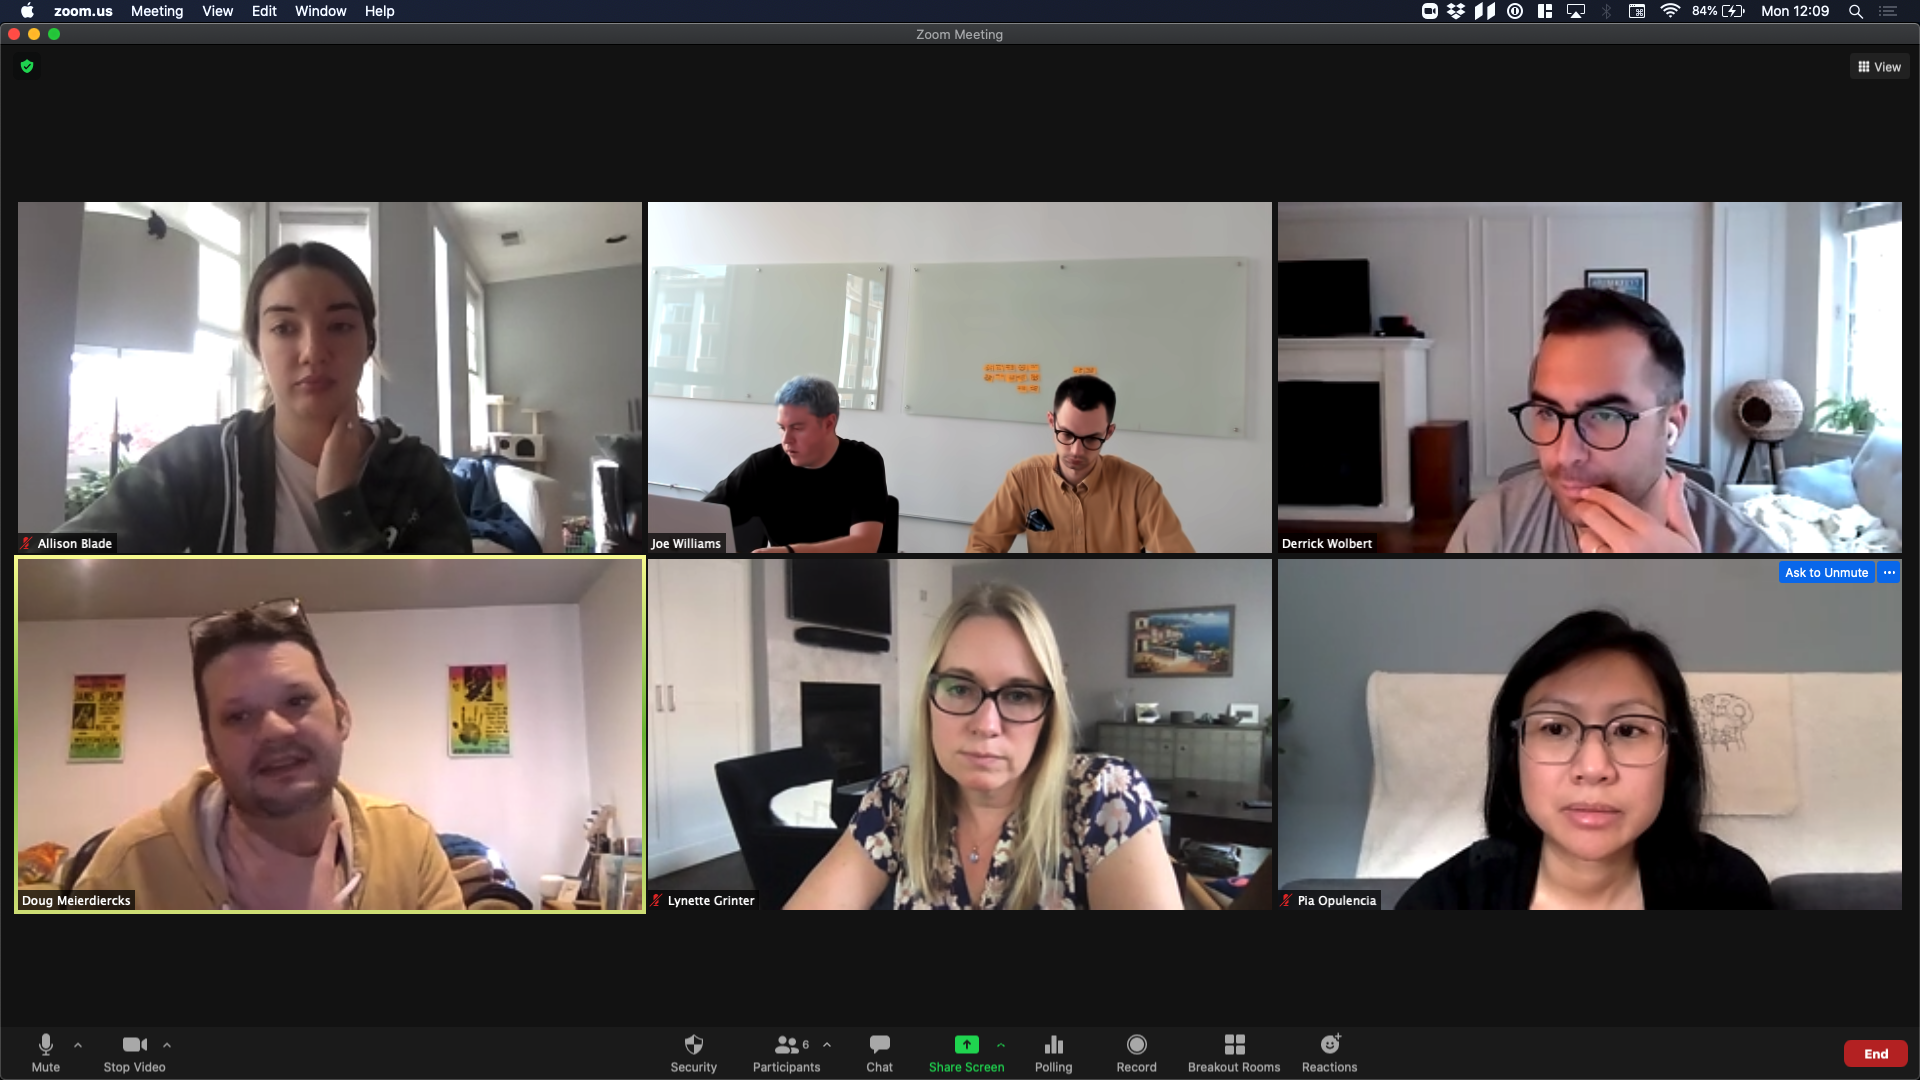 zoom.us Meeting View Edit Window Help 84% Mon 12:09
Zoom Meeting
View
Allison Blade
Joe Williams
Derrick Wolbert
Ask to Unmute
JANIS JOPLIN
Doug Meierdiercks
Lynette Grinter
Pia Opulencia
6
Mute Stop Video Security Participants Chat Share Screen Polling Record Breakout Rooms Reactions End